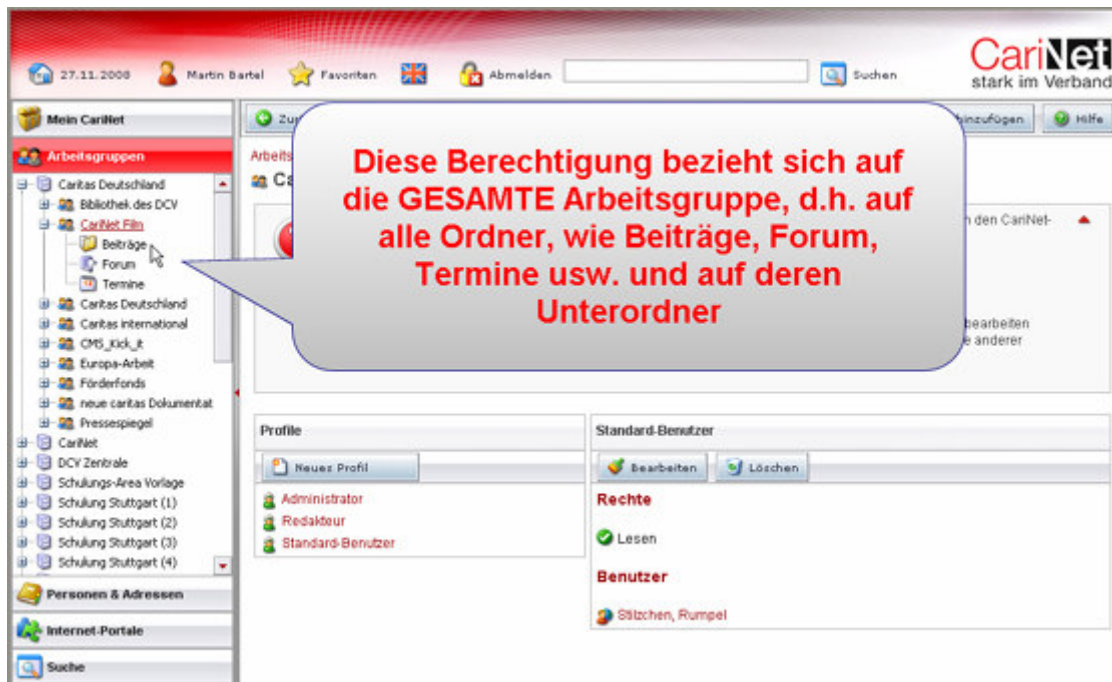 27.11.2008 Martin Bartel Favoriten Abmelden Suchen
CariNet
stark im Verband
Mein CariNet
Hilfe
Arbeitsgruppen
Diese Berechtigung bezieht sich auf
die GESAMTE Arbeitsgruppe, d.h. auf
alle Ordner, wie Beiträge, Forum,
Termine usw. und auf deren
Unterordner
Caritas Deutschland
Bibliothek des DCV
CariNet Film
Beiträge
Forum
Termine
Caritas Deutschland
Caritas international
CMS_Kick_it
Europa-Arbeit
Förderfonds
neue caritas Dokumentat
Pressespiegel
CariNet
DCV Zentrale
Schulungs-Area Vorlage
Schulung Stuttgart (1)
Schulung Stuttgart (2)
Schulung Stuttgart (3)
Schulung Stuttgart (4)
Personen & Adressen
Internet-Portale
Suche
den CariNet-
bearbeiten
anderer
Profile
Neues Profil
Administrator
Redakteur
Standard-Benutzer
Standard-Benutzer
Bearbeiten Löschen
Rechte
Lesen
Benutzer
Stilzchen, Rumpel